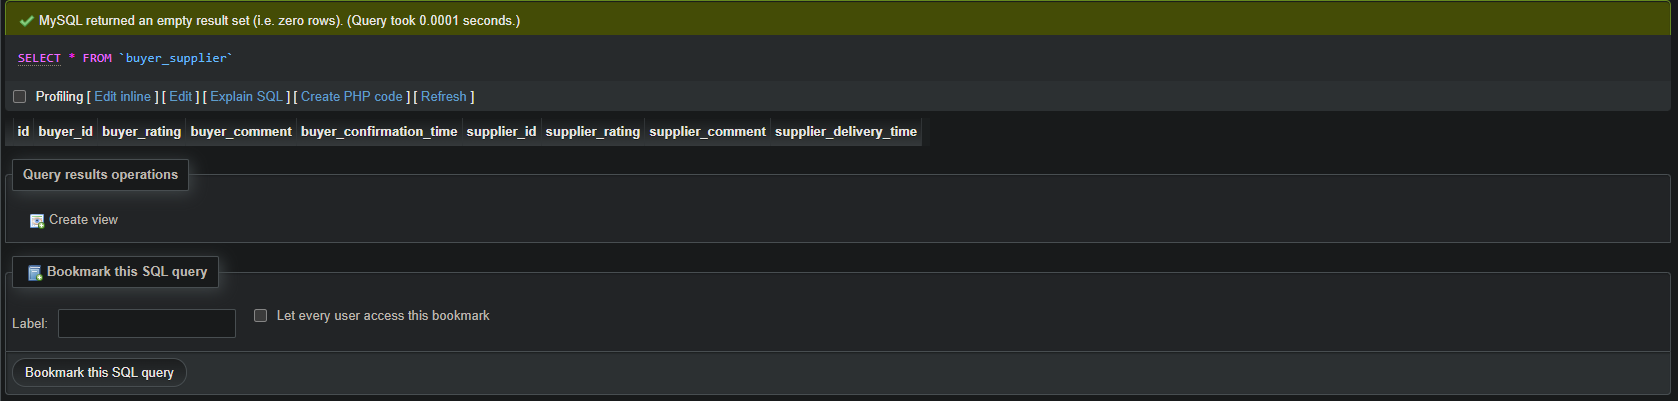 MySQL returned an empty result set (i.e. zero rows). (Query took 0.0001 seconds.)
SELECT * FROM `buyer_supplier`
Profiling [ Edit inline ] [ Edit ] [ Explain SQL ] [ Create PHP code ] [ Refresh ]
id buyer_id buyer_rating buyer_comment buyer_confirmation_time supplier_id supplier_rating supplier_comment supplier_delivery_time
Query results operations
Create view
Bookmark this SQL query
Label: Let every user access this bookmark
Bookmark this SQL query